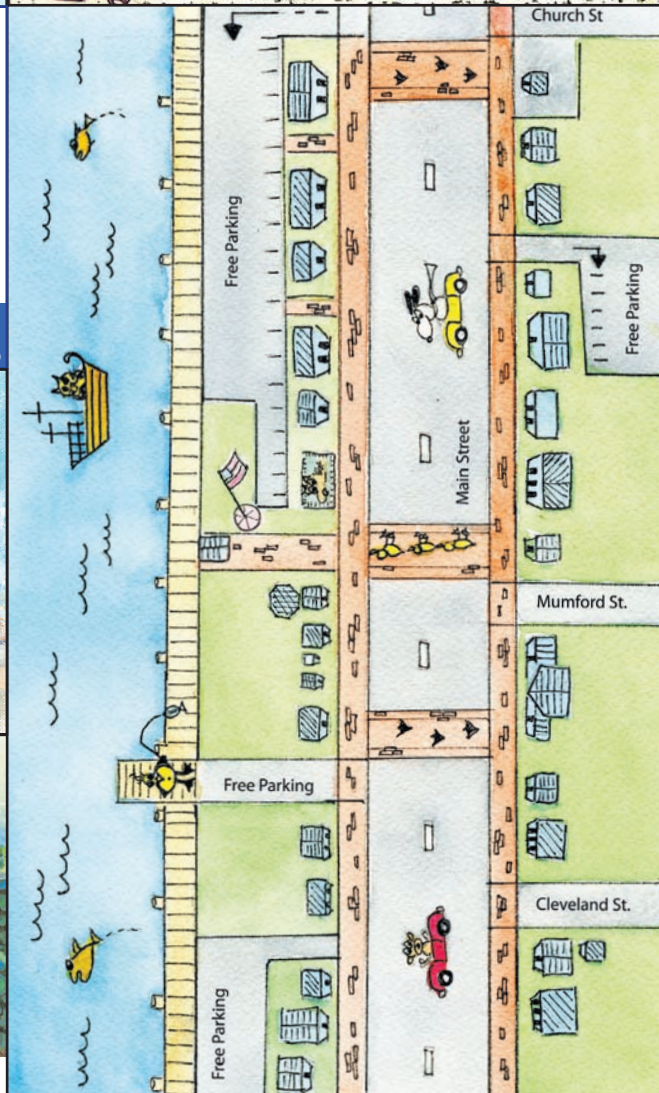 Church St
Free Parking
Free Parking
Main Street
Mumford St.
Free Parking
Cleveland St.
Free Parking